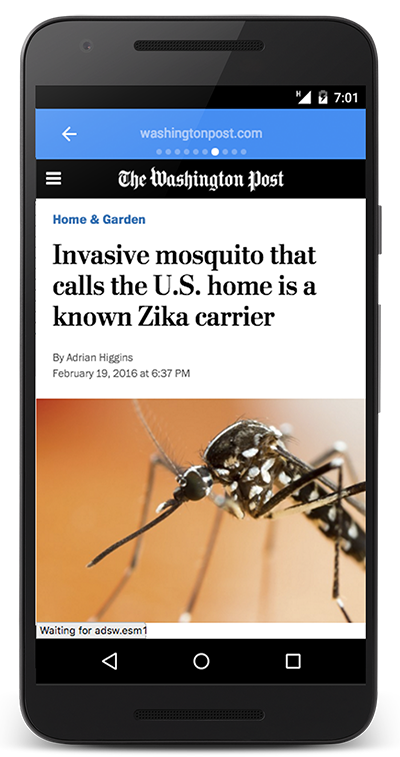 H 7:01
washingtonpost.com
The Washington Post
Home & Garden
Invasive mosquito that
calls the U.S. home is a
known Zika carrier
By Adrian Higgins
February 19, 2016 at 6:37 PM
Waiting for adsw.esm1